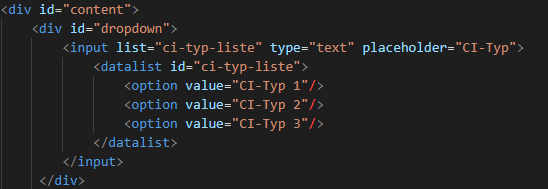 <div id="content">
<div id="dropdown">
<input list="ci-typ-liste" type="text" placeholder="CI-Typ">
<datalist id="ci-typ-liste">
<option value="CI-Typ 1"/>
<option value="CI-Typ 2"/>
<option value="CI-Typ 3"/>
</datalist>
</input>
</div>